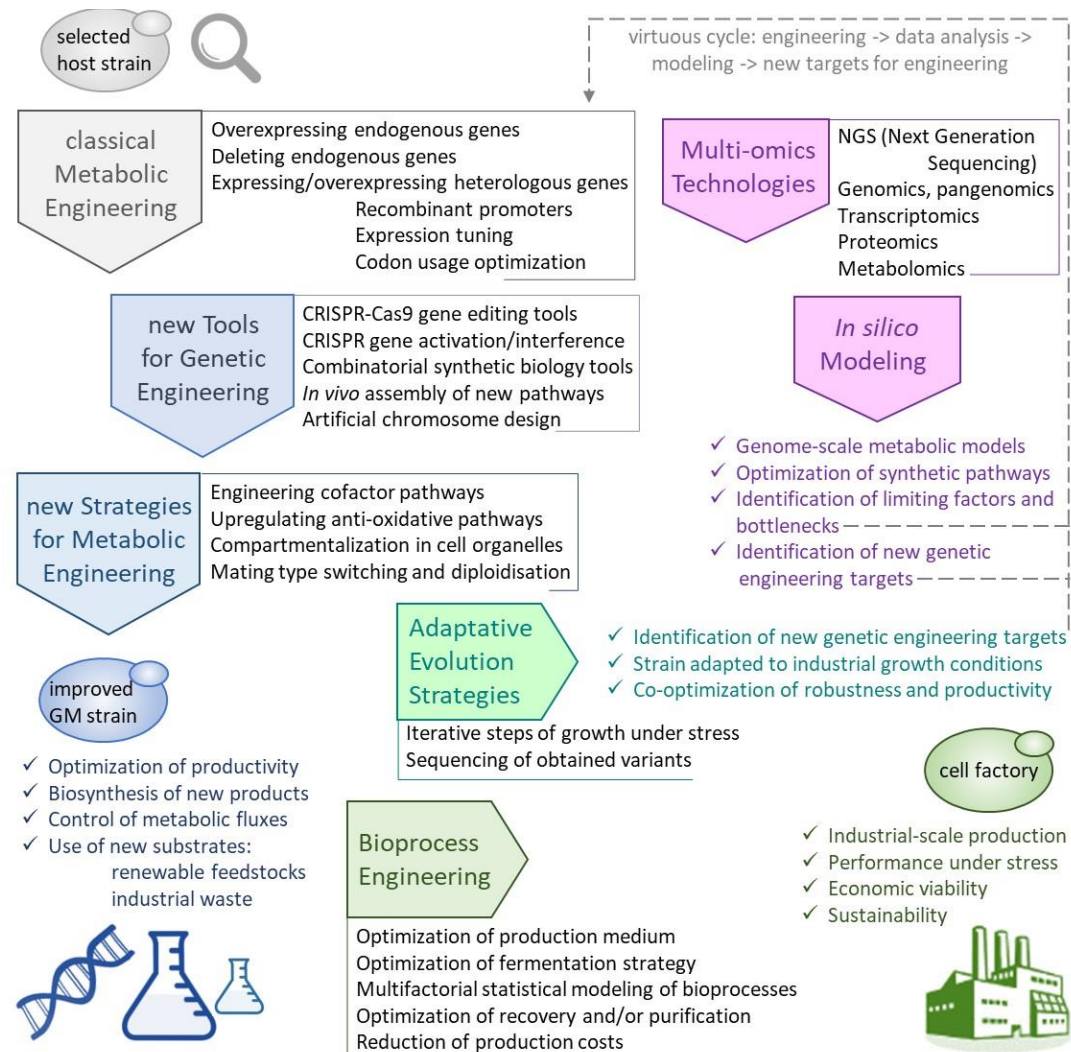 selected
host strain
virtuous cycle: engineering -> data analysis ->
modeling -> new targets for engineering
classical
Metabolic
Engineering
Overexpressing endogenous genes
Deleting endogenous genes
Expressing/overexpressing heterologous genes
Recombinant promoters
Expression tuning
Codon usage optimization
Multi-omics
Technologies
NGS (Next Generation
Sequencing)
Genomics, pangenomics
Transcriptomics
Proteomics
Metabolomics
new Tools
for Genetic
Engineering
CRISPR-Cas9 gene editing tools
CRISPR gene activation/interference
Combinatorial synthetic biology tools
In vivo assembly of new pathways
Artificial chromosome design
In silico
Modeling
✓ Genome-scale metabolic models
✓ Optimization of synthetic pathways
✓ Identification of limiting factors and
bottlenecks
✓ Identification of new genetic
engineering targets
new Strategies
for Metabolic
Engineering
Engineering cofactor pathways
Upregulating anti-oxidative pathways
Compartmentalization in cell organelles
Mating type switching and diploidisation
Adaptative
Evolution
Strategies
✓ Identification of new genetic engineering targets
✓ Strain adapted to industrial growth conditions
✓ Co-optimization of robustness and productivity
Iterative steps of growth under stress
Sequencing of obtained variants
improved
GM strain
✓ Optimization of productivity
✓ Biosynthesis of new products
✓ Control of metabolic fluxes
✓ Use of new substrates:
renewable feedstocks
industrial waste
Bioprocess
Engineering
Optimization of production medium
Optimization of fermentation strategy
Multifactorial statistical modeling of bioprocesses
Optimization of recovery and/or purification
Reduction of production costs
cell factory
✓ Industrial-scale production
✓ Performance under stress
✓ Economic viability
✓ Sustainability